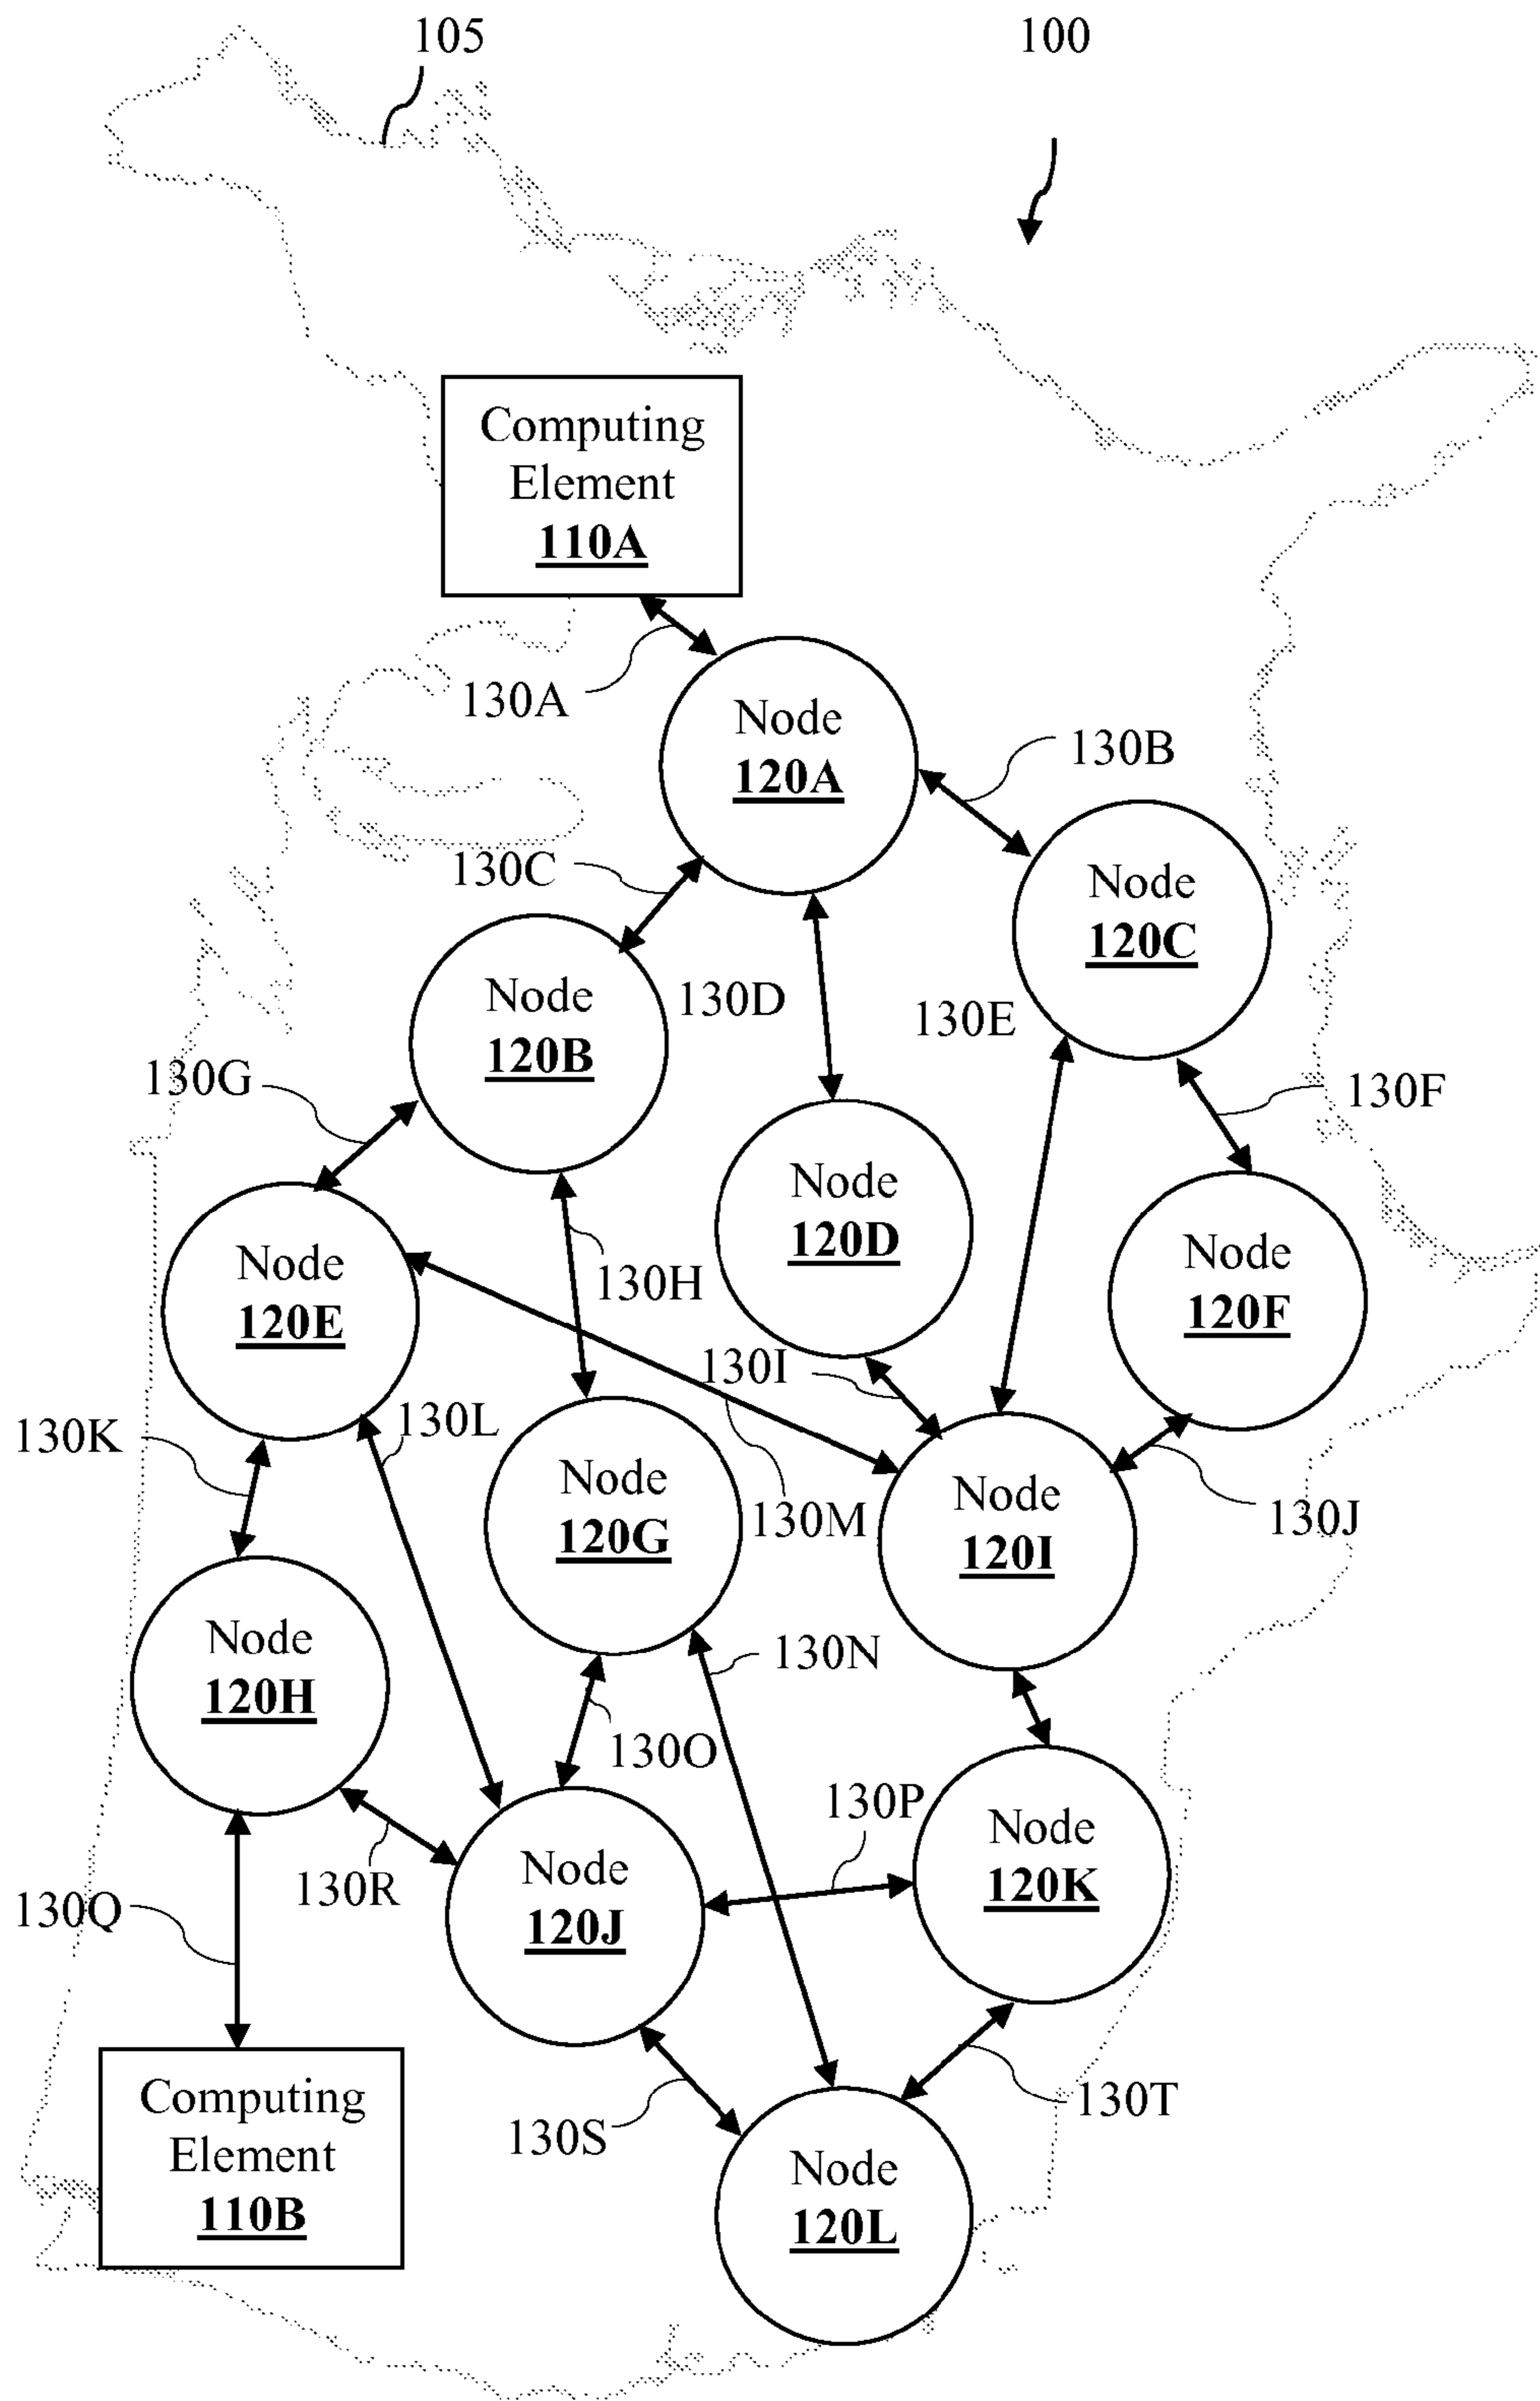 105
100
Computing
Element
110A
130A
Node
120A
130B
130C
Node
120C
Node
120B
130D
130E
130G
130F
Node
120D
Node
120E
130H
Node
120F
130I
130K
130L
Node
120G
130M
Node
120I
130J
Node
120H
130N
130O
130P
Node
120K
130Q
130R
Node
120J
Computing
Element
110B
130S
130T
Node
120L